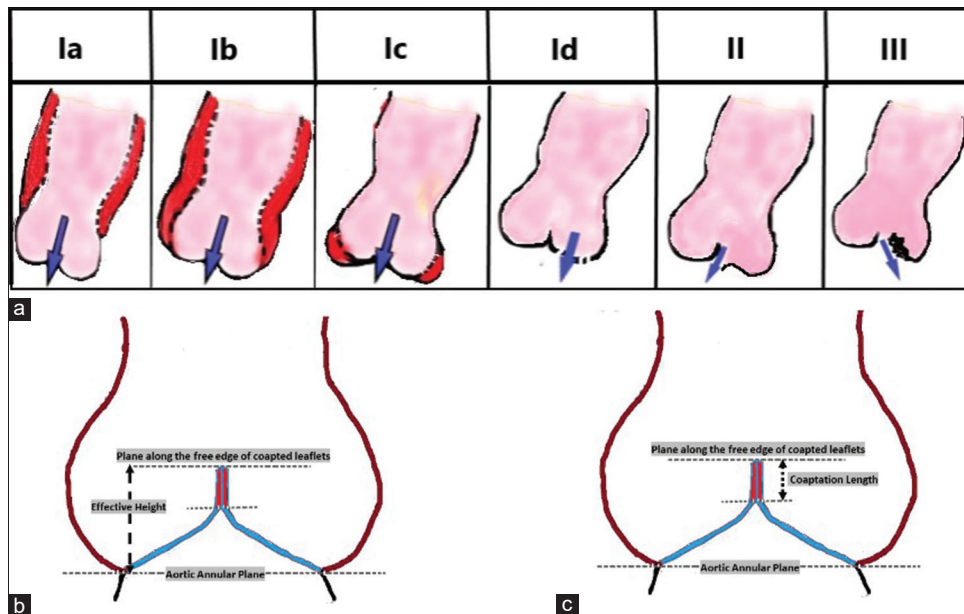 Ia Ib Ic Id II III
a
Plane along the free edge of coapted leaflets
Effective Height
Aortic Annular Plane
b
Plane along the free edge of coapted leaflets
Coaptation Length
Aortic Annular Plane
c